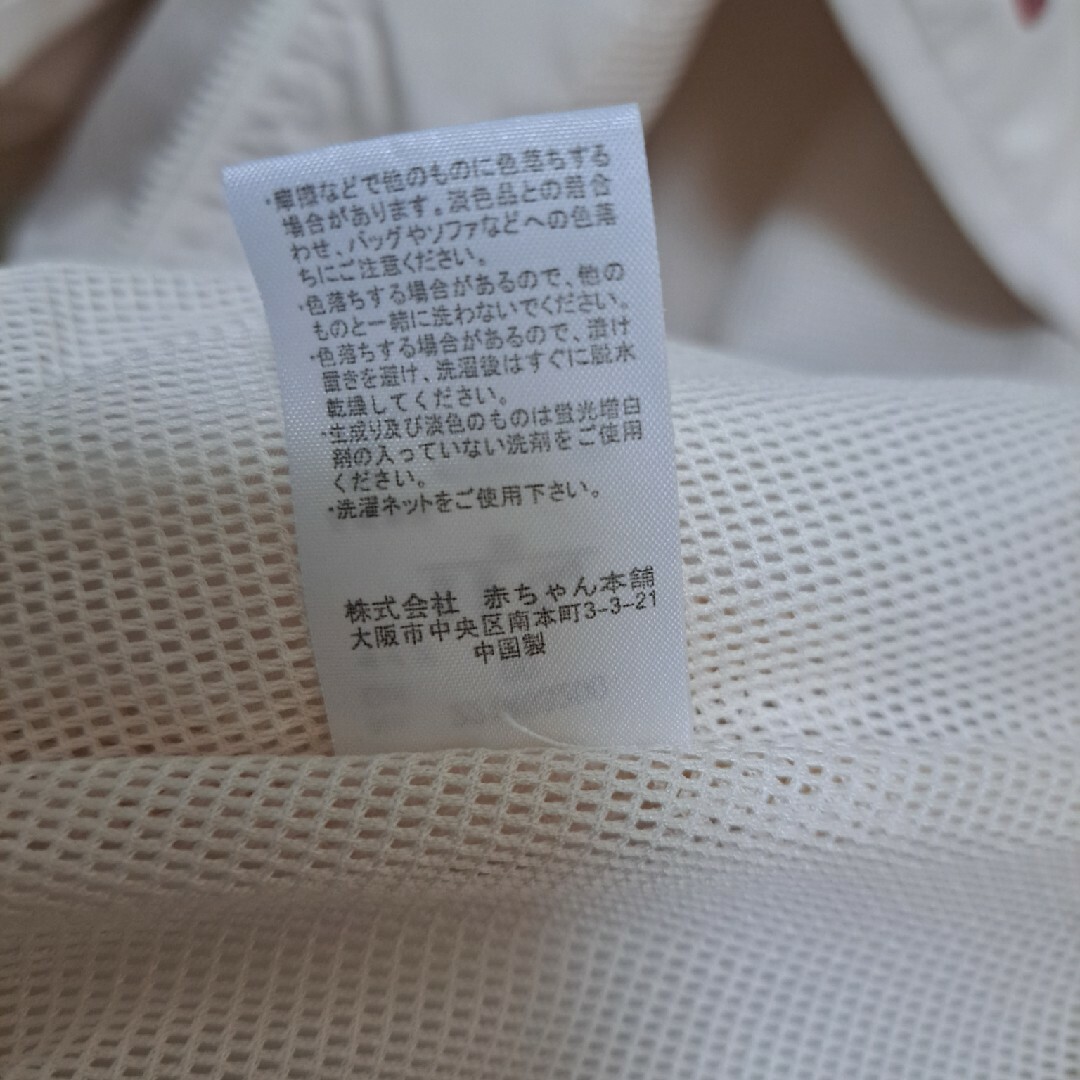 ・摩擦などで他のものに色落ちする
場合があります。淡色品との着合
わせ、バッグやソファなどへの色落
ちにご注意ください。
・色落ちする場合があるので、他の
ものと一緒に洗わないでください。
・色落ちする場合があるので、漬け
置きを避け、洗濯後はすぐに脱水
乾燥してください。
・生成り及び淡色のものは蛍光増白
剤の入っていない洗剤をご使用
ください。
・洗濯ネットをご使用下さい。
株式会社 赤ちゃん本舗
大阪市中央区南本町3-3-21
中国製